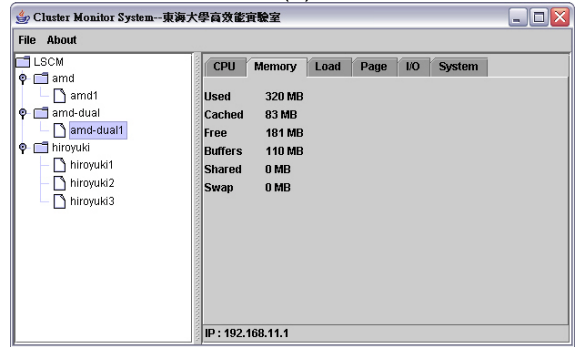 Cluster Monitor System--東海大學高效能實驗室
File About
LSCM
amd
amd1
amd-dual
amd-dual1
hiroyuki
hiroyuki1
hiroyuki2
hiroyuki3
CPU Memory Load Page I/O System
Used 320 MB
Cached 83 MB
Free 181 MB
Buffers 110 MB
Shared 0 MB
Swap 0 MB
IP : 192.168.11.1